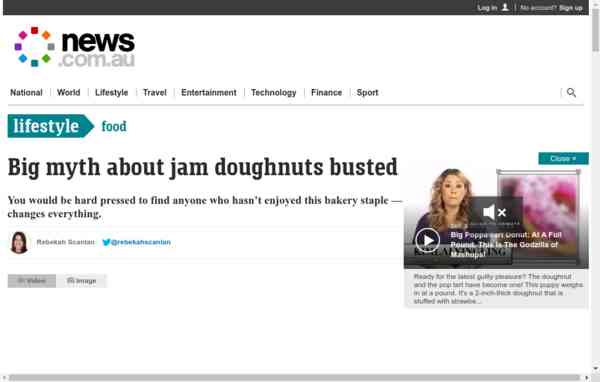 Log in No account? Sign up
news
.com.au
National World Lifestyle Travel Entertainment Technology Finance Sport
lifestyle food
Close ×
Big myth about jam doughnuts busted
You would be hard pressed to find anyone who hasn't enjoyed this bakery staple —
changes everything.
Rebekah Scanlan @rebekahscanlan
Video Image
Big Poppa-tart Donut: At A Full
Pound, This Is The Godzilla of
Mashups!
Ready for the latest guilty pleasure? The doughnut
and the pop tart have become one! This puppy weighs
in at a pound. It's a 2-inch-thick doughnut that is
stuffed with strawbe...